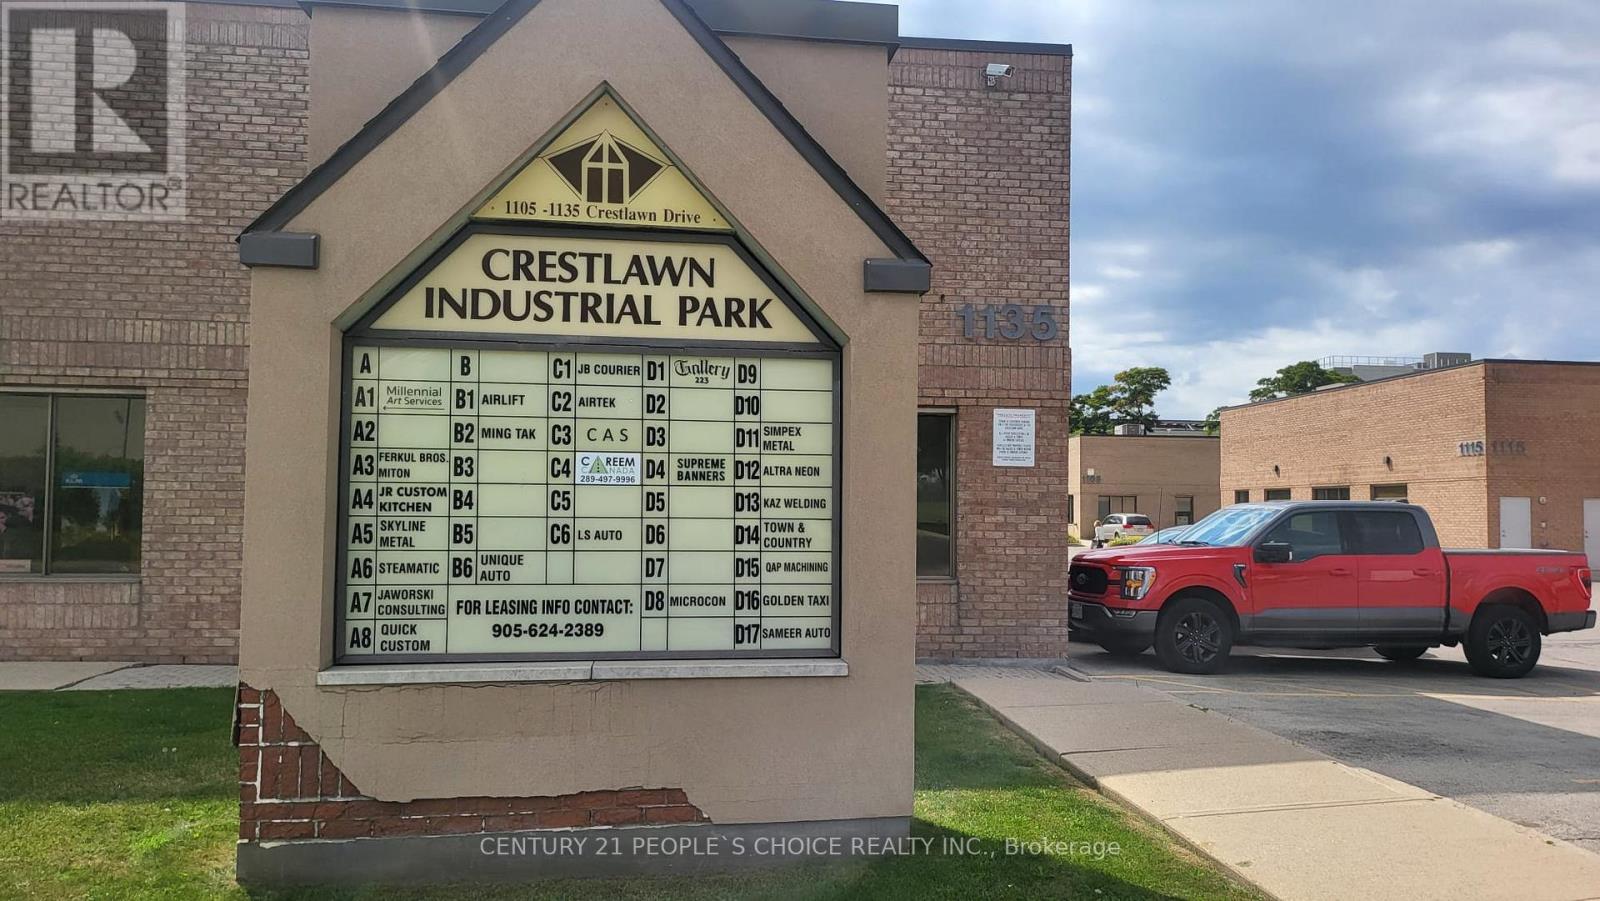 R
REALTOR®
1105 -1135 Crestlawn Drive
CRESTLAWN
INDUSTRIAL PARK
1135
A
A1 Millennial Art Services
A2
A3 FERKUL BROS. MITON
A4 JR CUSTOM KITCHEN
A5 SKYLINE METAL
A6 STEAMATIC
A7 JAWORSKI CONSULTING
A8 QUICK CUSTOM
B
B1 AIRLIFT
B2 MING TAK
B3
B4
B5
B6 UNIQUE AUTO
C1 JB COURIER
C2 AIRTEK
C3 CAS
C4 CAREEM CANADA 289-497-9996
C5
C6 LS AUTO
FOR LEASING INFO CONTACT:
905-624-2389
D1 Gallery 223
D2
D3
D4 SUPREME BANNERS
D5
D6
D7
D8 MICROCON
D9
D10
D11 SIMPEX METAL
D12 ALTRA NEON
D13 KAZ WELDING
D14 TOWN & COUNTRY
D15 QAP MACHINING
D16 GOLDEN TAXI
D17 SAMEER AUTO
1115 1115
CENTURY 21 PEOPLE`S CHOICE REALTY INC., Brokerage